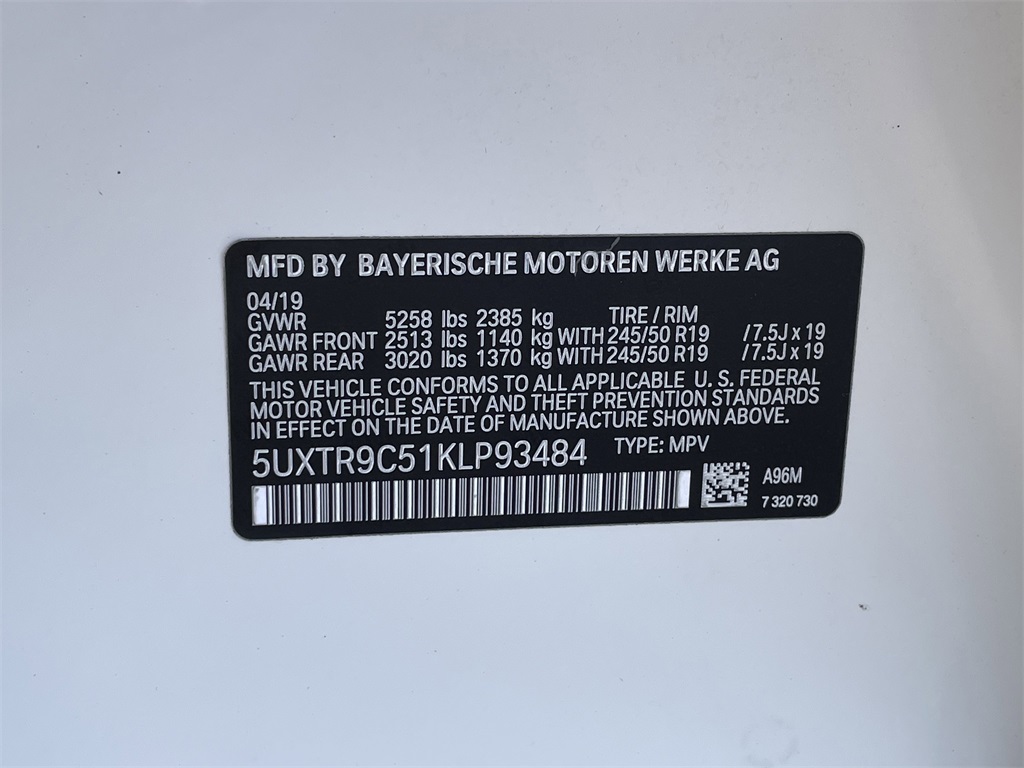 MFD BY BAYERISCHE MOTOREN WERKE AG
04/19
GVWR 5258 lbs 2385 kg TIRE / RIM
GAWR FRONT 2513 lbs 1140 kg WITH 245/50 R19 /7.5J x 19
GAWR REAR 3020 lbs 1370 kg WITH 245/50 R19 /7.5J x 19
THIS VEHICLE CONFORMS TO ALL APPLICABLE U. S. FEDERAL
MOTOR VEHICLE SAFETY AND THEFT PREVENTION STANDARDS
IN EFFECT ON THE DATE OF MANUFACTURE SHOWN ABOVE.
5UXTR9C51KLP93484 TYPE: MPV
A96M
7 320 730